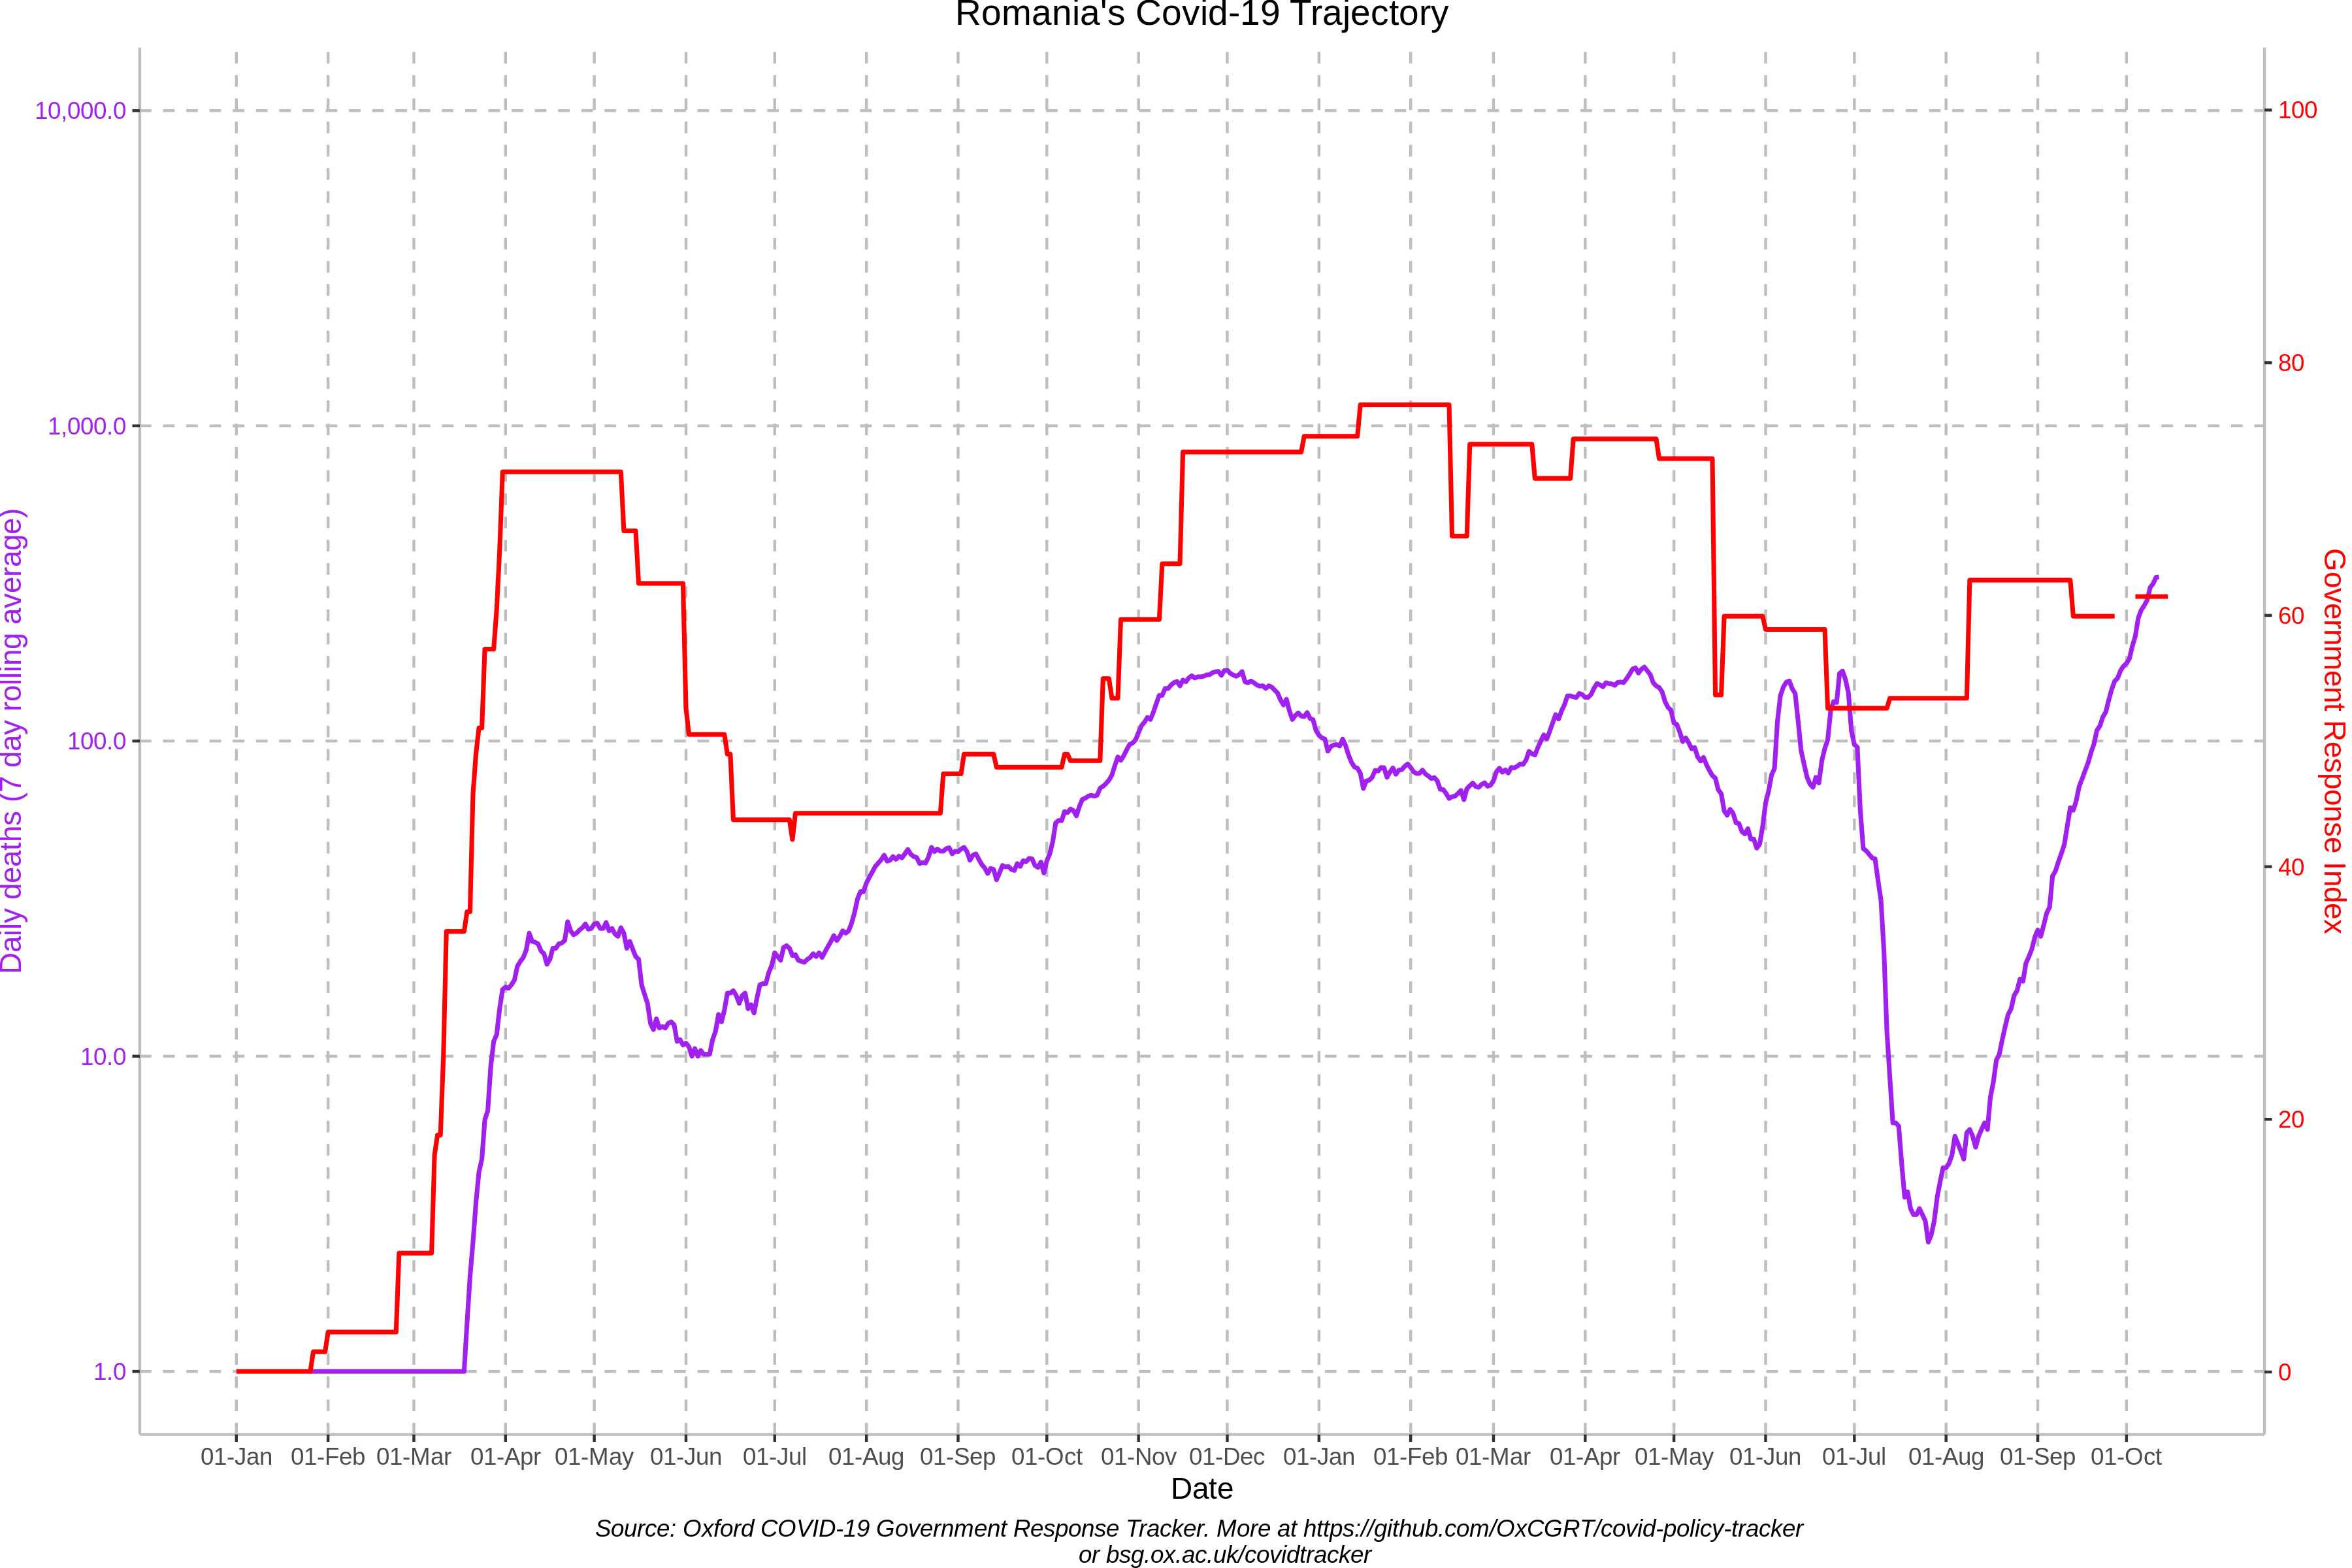 Romania's Covid-19 Trajectory
10,000.0
1,000.0
100.0
10.0
1.0
Daily deaths (7 day rolling average)
100
80
60
40
20
0
Government Response Index
01-Jan 01-Feb 01-Mar 01-Apr 01-May 01-Jun 01-Jul 01-Aug 01-Sep 01-Oct 01-Nov 01-Dec 01-Jan 01-Feb 01-Mar 01-Apr 01-May 01-Jun 01-Jul 01-Aug 01-Sep 01-Oct
Date
Source: Oxford COVID-19 Government Response Tracker. More at https://github.com/OxCGRT/covid-policy-tracker
or bsg.ox.ac.uk/covidtracker